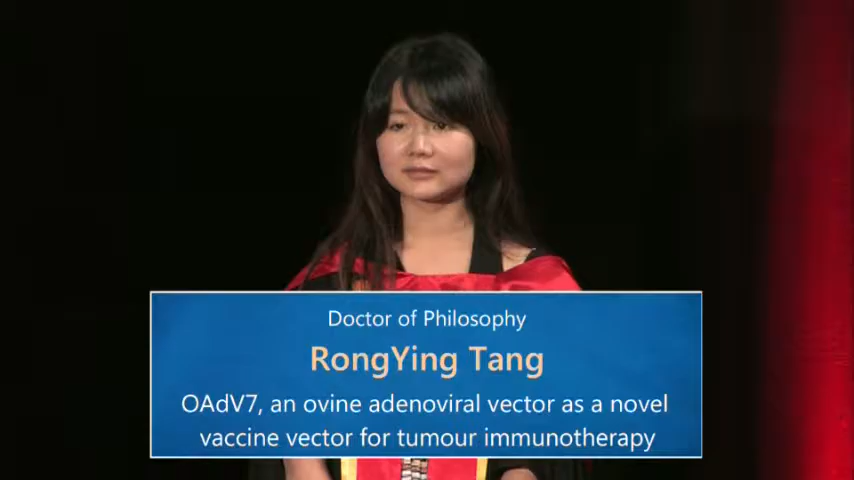 Doctor of Philosophy
RongYing Tang
OAdV7, an ovine adenoviral vector as a novel
vaccine vector for tumour immunotherapy